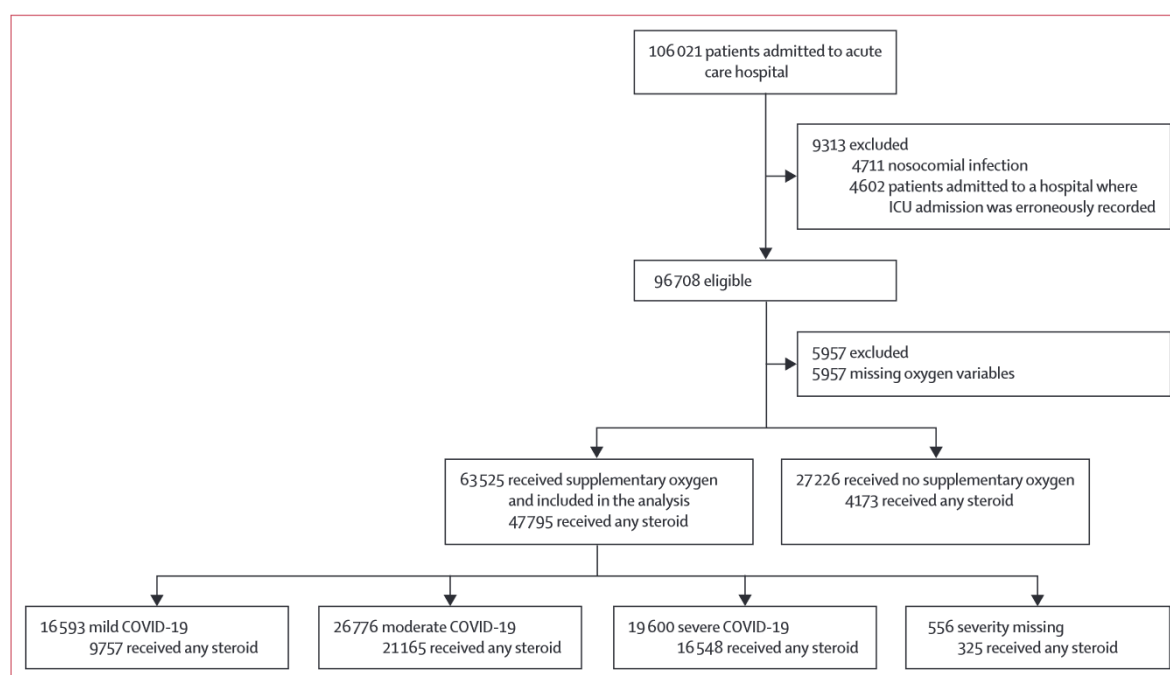 106 021 patients admitted to acute
care hospital
9313 excluded
4711 nosocomial infection
4602 patients admitted to a hospital where
ICU admission was erroneously recorded
96 708 eligible
5957 excluded
5957 missing oxygen variables
63 525 received supplementary oxygen
and included in the analysis
47 795 received any steroid
27 226 received no supplementary oxygen
4173 received any steroid
16 593 mild COVID-19
9757 received any steroid
26 776 moderate COVID-19
21 165 received any steroid
19 600 severe COVID-19
16 548 received any steroid
556 severity missing
325 received any steroid